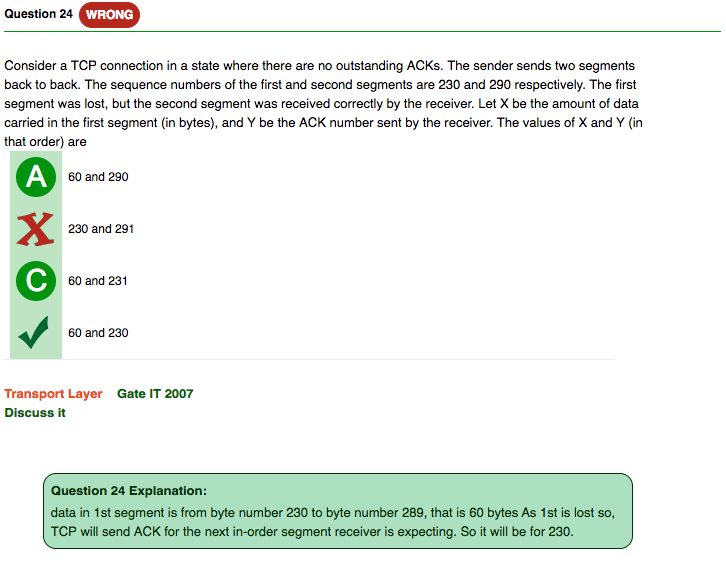 Question 24 WRONG
Consider a TCP connection in a state where there are no outstanding ACKs. The sender sends two segments
back to back. The sequence numbers of the first and second segments are 230 and 290 respectively. The first
segment was lost, but the second segment was received correctly by the receiver. Let X be the amount of data
carried in the first segment (in bytes), and Y be the ACK number sent by the receiver. The values of X and Y (in
that order) are
A 60 and 290
X 230 and 291
C 60 and 231
60 and 230
Transport Layer Gate IT 2007
Discuss it
Question 24 Explanation:
data in 1st segment is from byte number 230 to byte number 289, that is 60 bytes As 1st is lost so,
TCP will send ACK for the next in-order segment receiver is expecting. So it will be for 230.